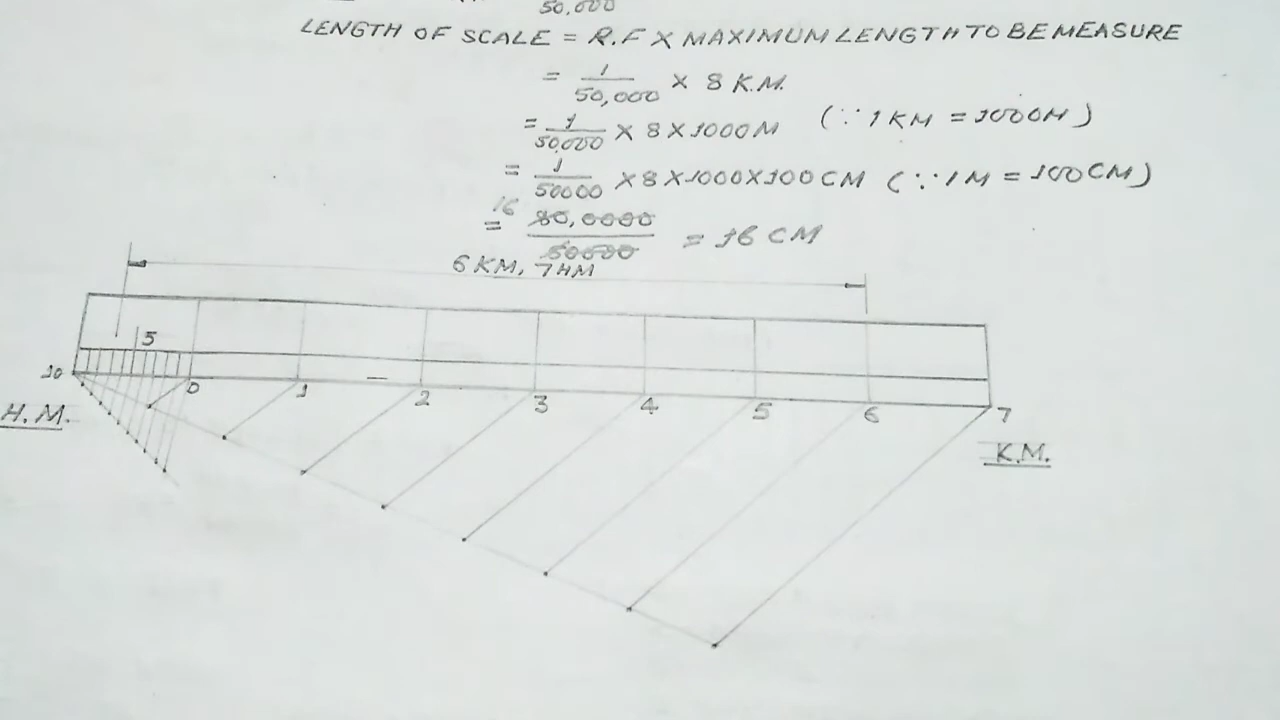 50,000
LENGTH OF SCALE = R.F X MAXIMUM LENGTH TO BE MEASURE
= 1/50,000 X 8 K.M.
= 1/50,000 X 8 X 1000M (∵ 1 KM = 1000M)
= 1/50000 X 8 X 1000 X 100 CM (∵ 1 M = 100 CM)
= 16 80,0000/50000 = 16 CM
6 KM, 7 HM
5
10 0 1 2 3 4 5 6 7
H.M. K.M.